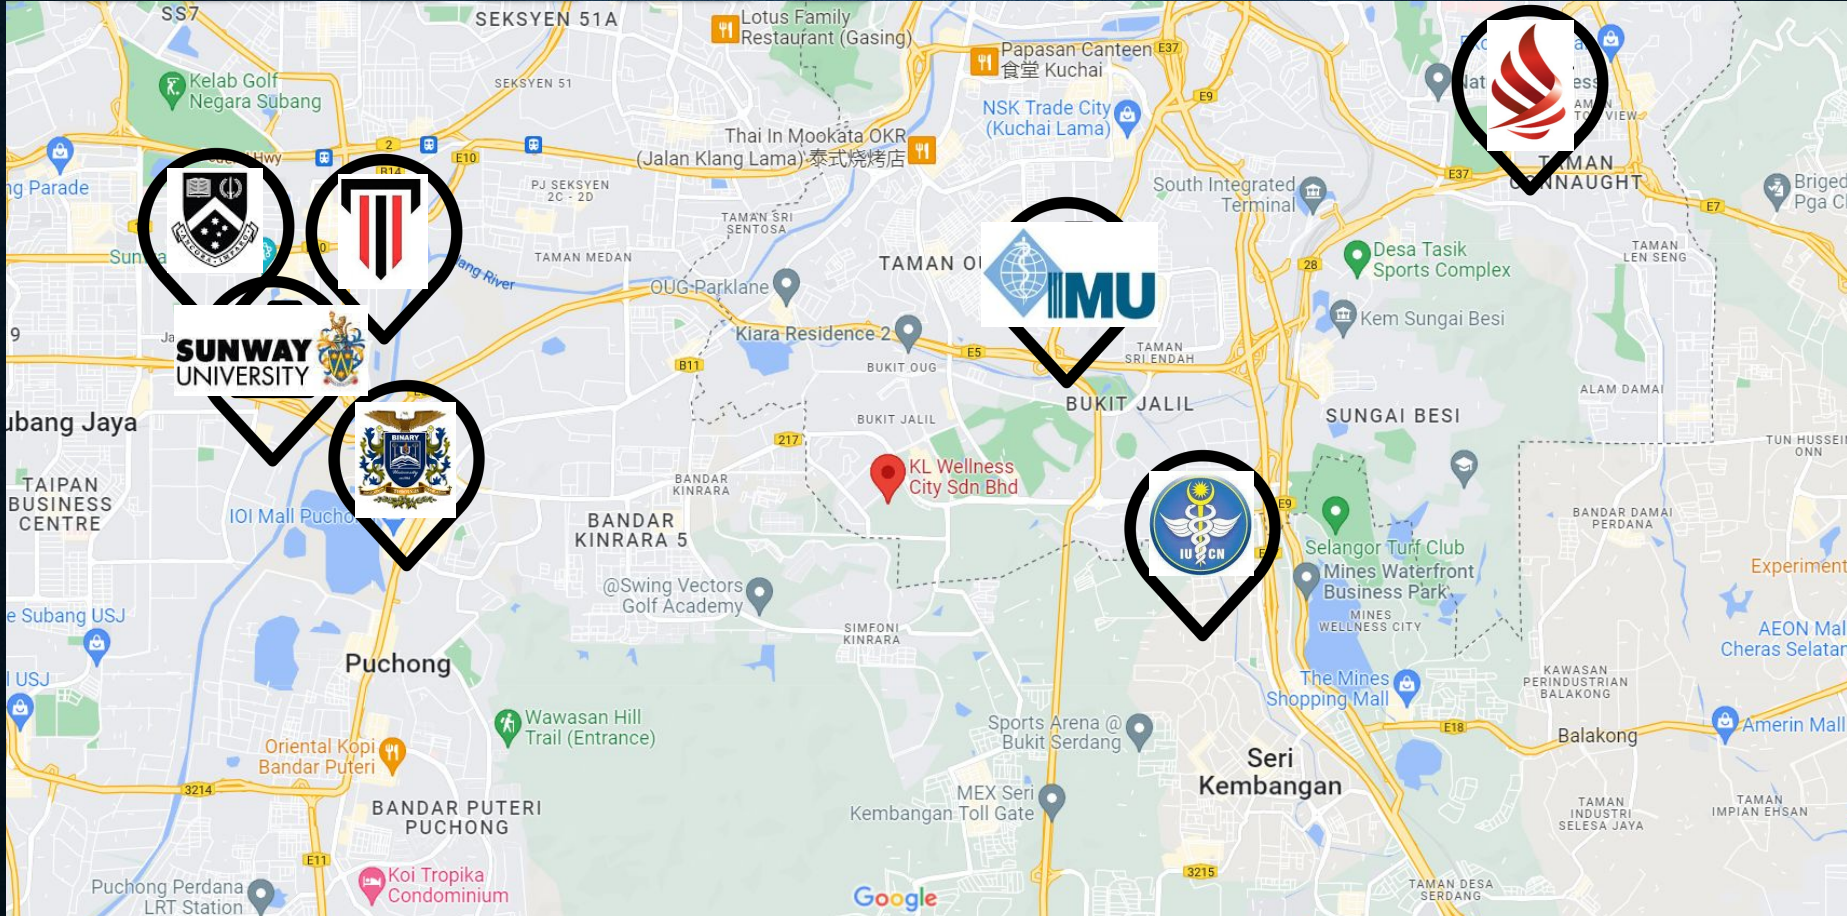 SS7
SEKSYEN 51A
Lotus Family
Restaurant (Gasing)
Papasan Canteen
食堂 Kuchai
E37
Kelab Golf
Negara Subang
SEKSYEN 51
E9
NSK Trade City
(Kuchai Lama)
2
E10
B14
Thai In Mookata OKR
(Jalan Klang Lama) 泰式烧烤店
PJ SEKSYEN
2C - 2D
TAMAN SRI
SENTOSA
TAMAN MEDAN
South Integrated
Terminal
E37
TAMAN
CONNAUGHT
E7
Briged
Pga C
ng Parade
ANCORA IMPARO
28
Desa Tasik
Sports Complex
TAMAN
LEN SENG
OUG Parklane
IMU
Kem Sungai Besi
Kiara Residence 2
E5
TAMAN
SRI ENDAH
9
SUNWAY
UNIVERSITY
B11
BUKIT OUG
BUKIT JALIL
SUNGAI BESI
ALAM DAMAI
ubang Jaya
BUKIT JALIL
217
BINARY
University
TUN HUSSEIN
ONN
KL Wellness
City Sdn Bhd
TAIPAN
BUSINESS
CENTRE
BANDAR
KINRARA
IOI Mall Pucho
BANDAR
KINRARA 5
E9
IU CN
BANDAR DAMAI
PERDANA
Selangor Turf Club
Mines Waterfront
Business Park
Experiment
MINES
WELLNESS CITY
@Swing Vectors
Golf Academy
e Subang USJ
SIMFONI
KINRARA
AEON Mal
Cheras Selatan
Puchong
I USJ
The Mines
Shopping Mall
KAWASAN
PERINDUSTRIAN
BALAKONG
Wawasan Hill
Trail (Entrance)
Sports Arena @
Bukit Serdang
E18
Balakong
Amerin Mall
Oriental Kopi
Bandar Puteri
Seri
Kembangan
3214
BANDAR PUTERI
PUCHONG
MEX Seri
Kembangan Toll Gate
TAMAN
INDUSTRI
SELESA JAYA
TAMAN
IMPIAN EHSAN
E11
Koi Tropika
Condominium
3215
Puchong Perdana
LRT Station
Google
TAMAN DESA
SERDANG